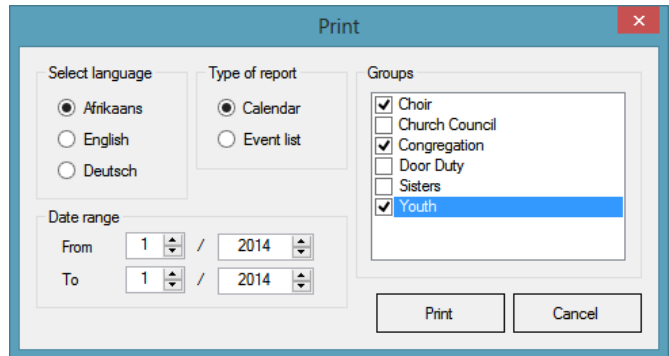 Print
Select language
Afrikaans
English
Deutsch
Type of report
Calendar
Event list
Groups
Choir
Church Council
Congregation
Door Duty
Sisters
Youth
Date range
From 1 / 2014
To 1 / 2014
Print
Cancel